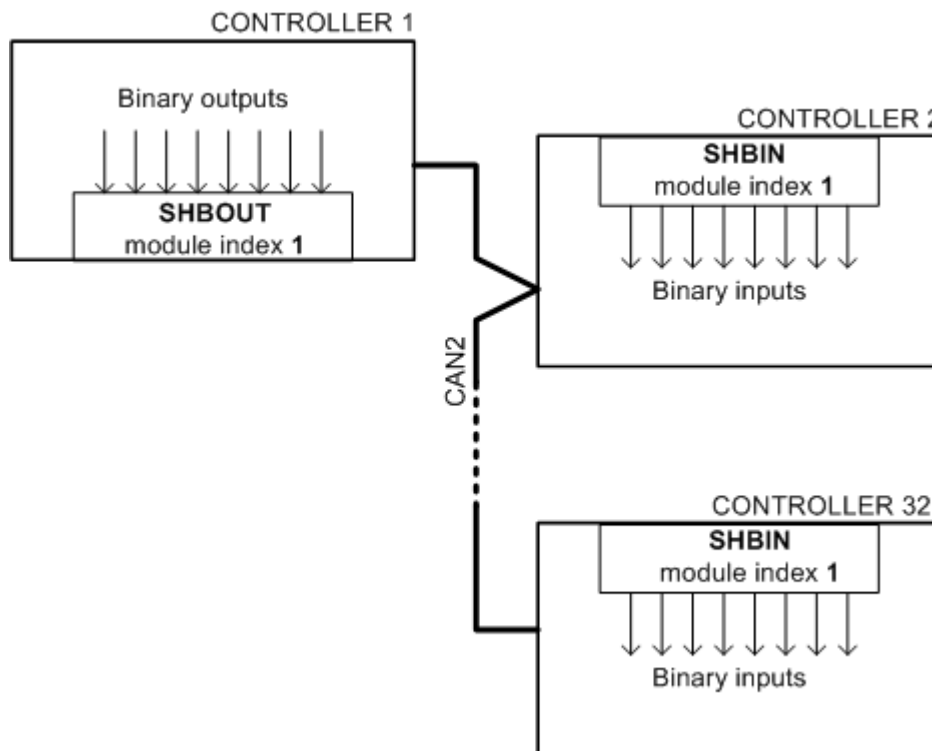 CONTROLLER 1
Binary outputs
SHBOUT
module index 1
CONTROLLER 2
SHBIN
module index 1
Binary inputs
CAN2
CONTROLLER 32
SHBIN
module index 1
Binary inputs